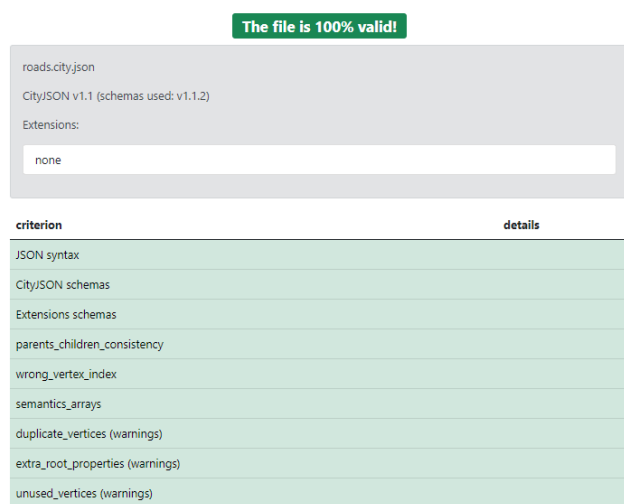 The file is 100% valid!
roads.city.json
CityJSON v1.1 (schemas used: v1.1.2)
Extensions:
none
criterion details
JSON syntax
CityJSON schemas
Extensions schemas
parents_children_consistency
wrong_vertex_index
semantics_arrays
duplicate_vertices (warnings)
extra_root_properties (warnings)
unused_vertices (warnings)